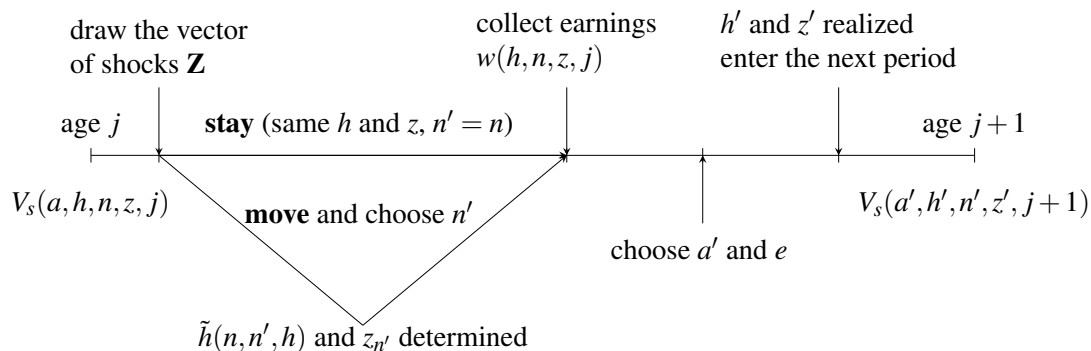 draw the vector
of shocks Z
collect earnings
w(h,n,z,j)
h′ and z′ realized
enter the next period
age j
stay (same h and z, n′ = n)
age j+1
V_s(a,h,n,z,j)
move and choose n′
V_s(a′,h′,n′,z′,j+1)
choose a′ and e
h̃(n,n′,h) and z_{n′} determined